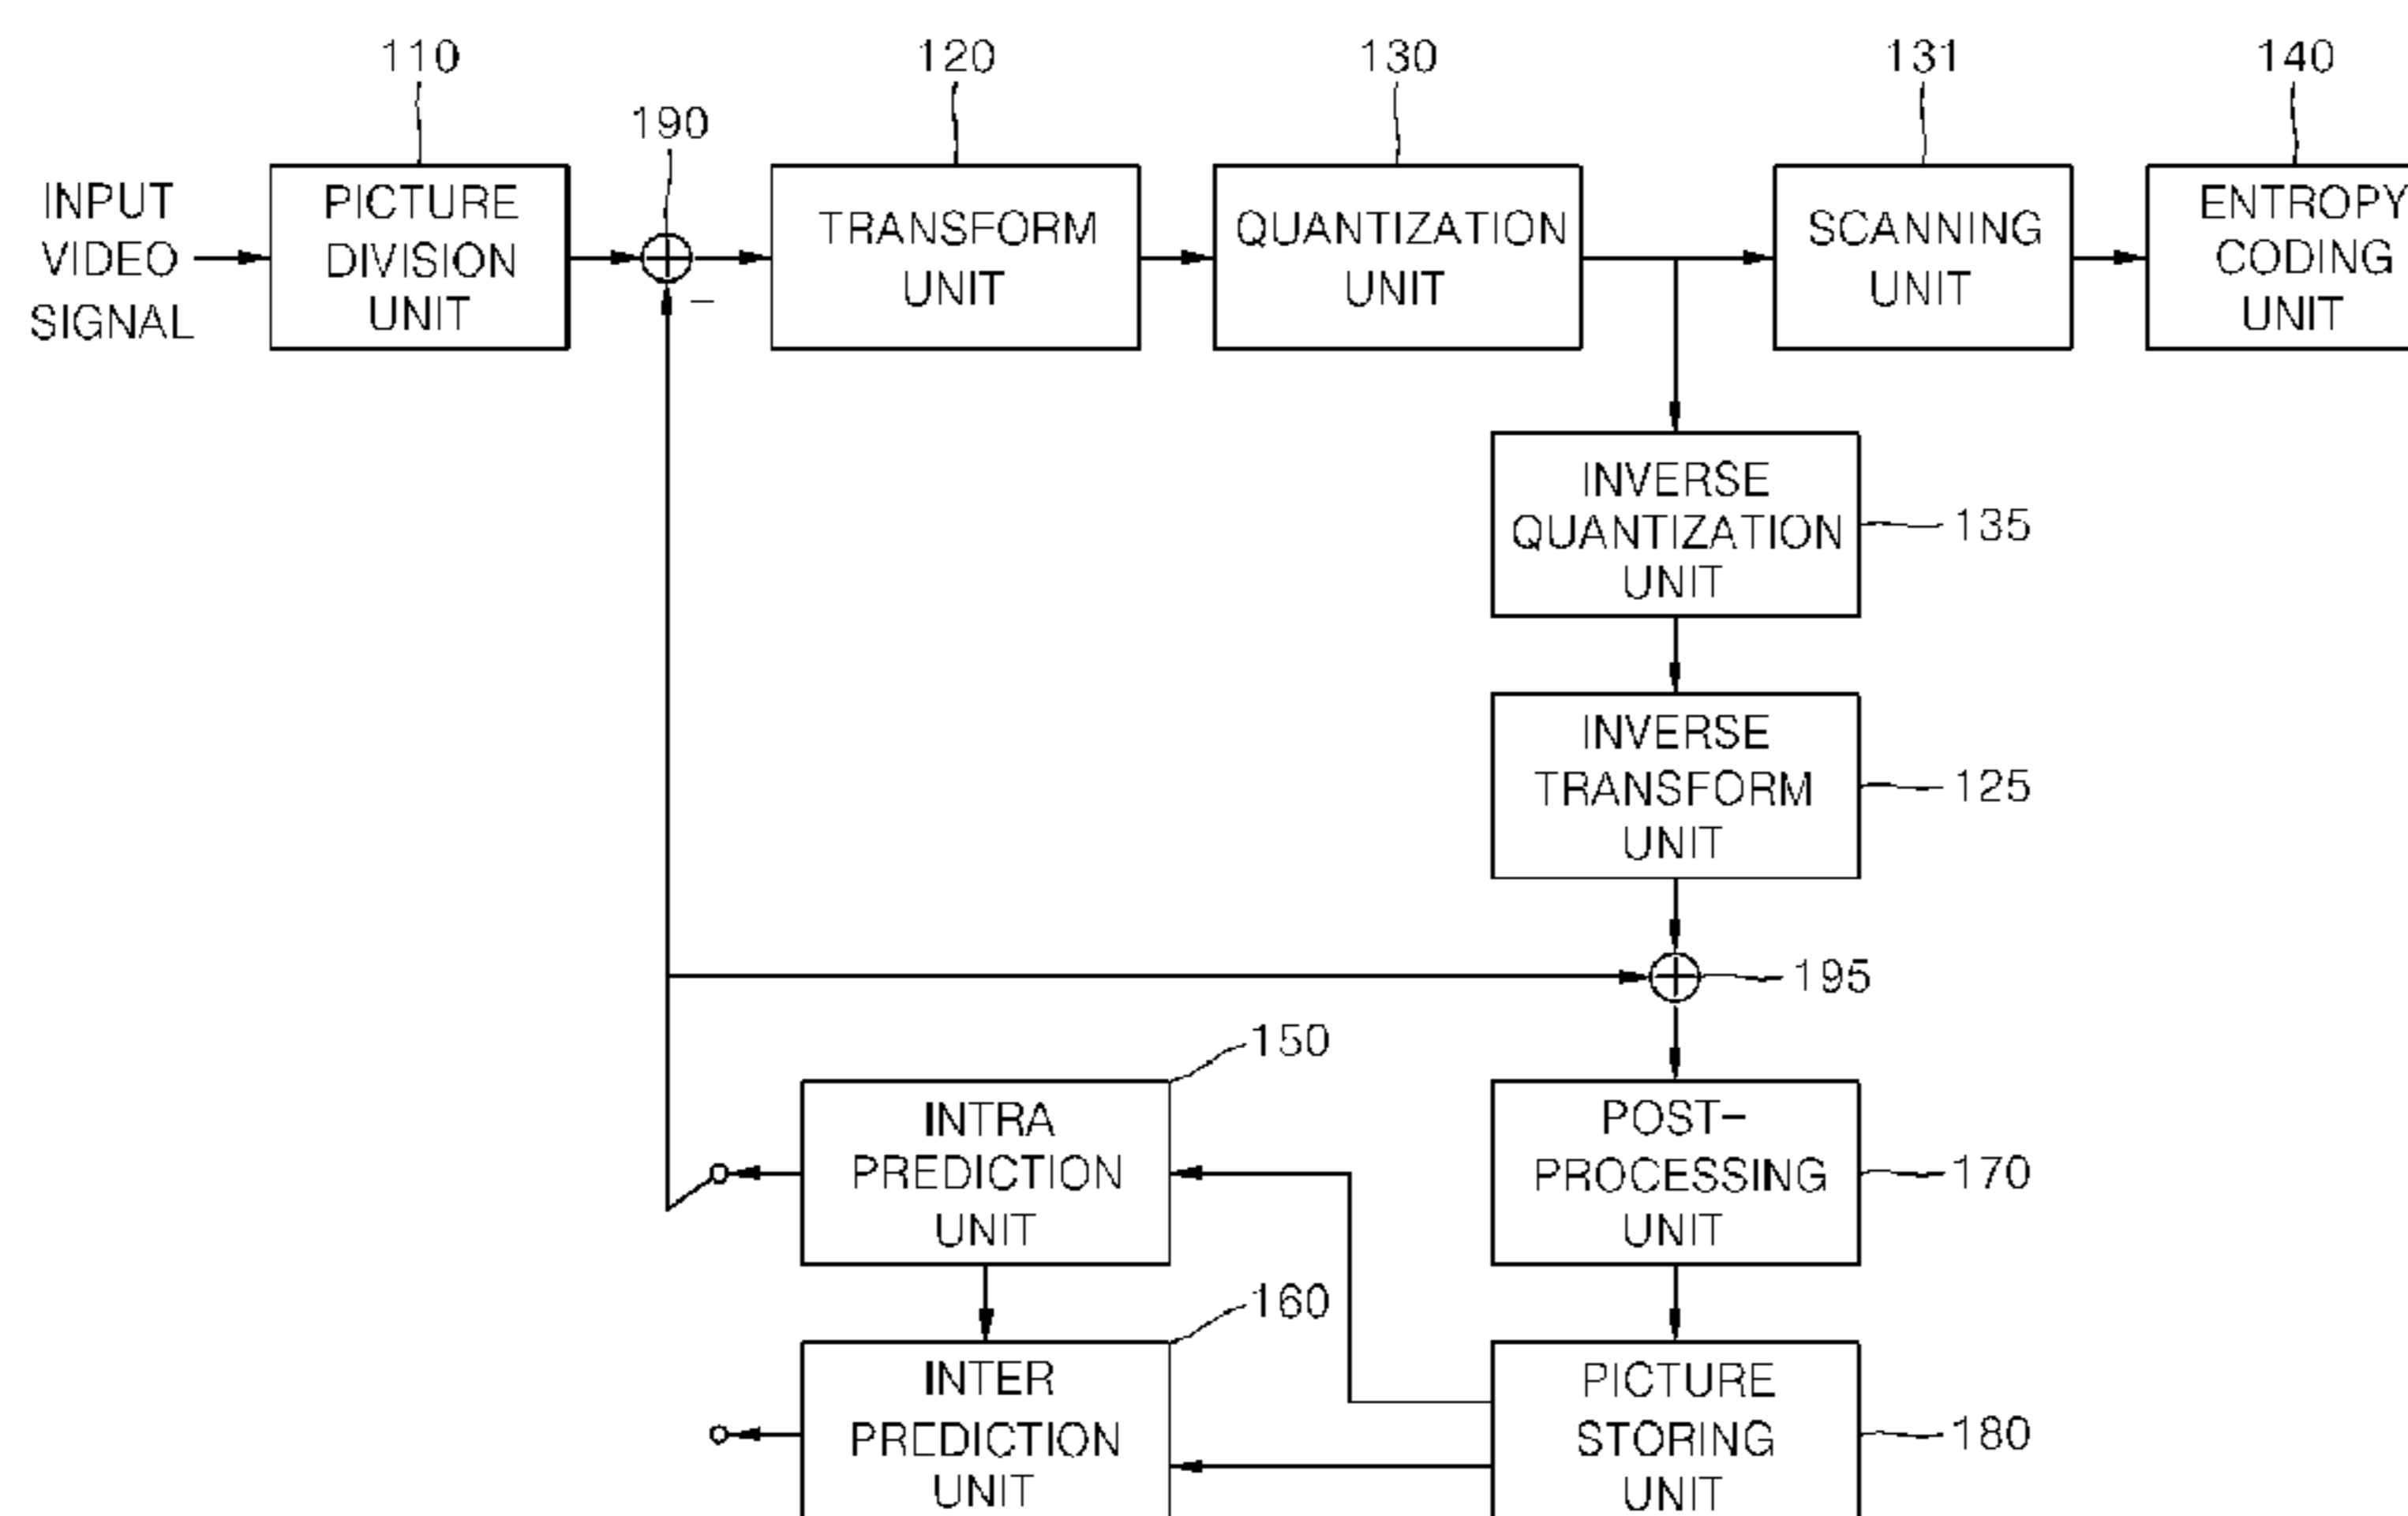 110
120
130
131
140
190
INPUT
VIDEO
SIGNAL
PICTURE
DIVISION
UNIT
–
TRANSFORM
UNIT
QUANTIZATION
UNIT
SCANNING
UNIT
ENTROPY
CODING
UNIT
INVERSE
QUANTIZATION
UNIT
135
INVERSE
TRANSFORM
UNIT
125
195
150
INTRA
PREDICTION
UNIT
POST–
PROCESSING
UNIT
170
160
INTER
PREDICTION
UNIT
PICTURE
STORING
UNIT
180